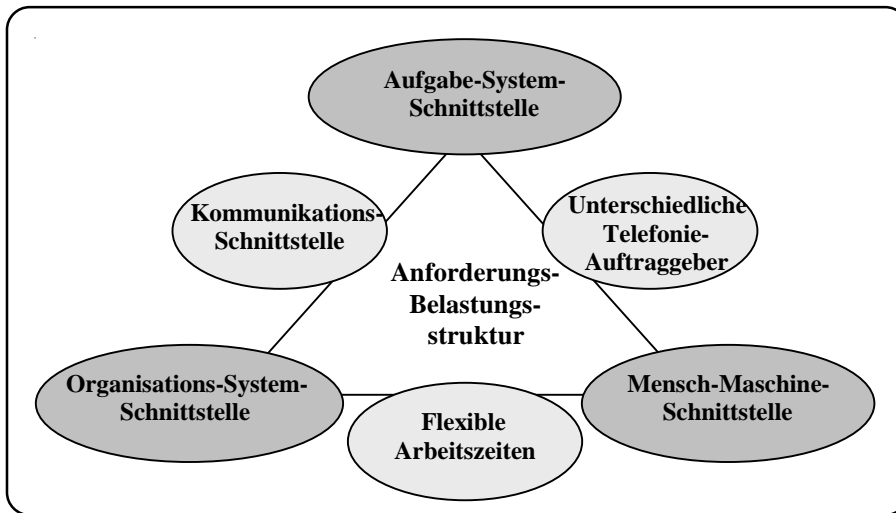 Aufgabe-System-
Schnittstelle
Kommunikations-
Schnittstelle
Unterschiedliche
Telefonie-
Auftraggeber
Anforderungs-
Belastungs-
struktur
Organisations-System-
Schnittstelle
Flexible
Arbeitszeiten
Mensch-Maschine-
Schnittstelle